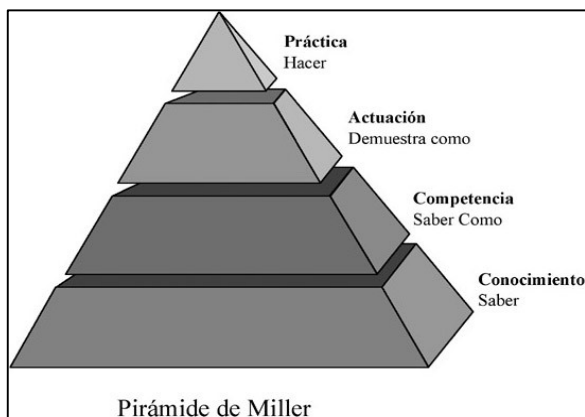 Práctica
Hacer
Actuación
Demuestra como
Competencia
Saber Como
Conocimiento
Saber
Pirámide de Miller